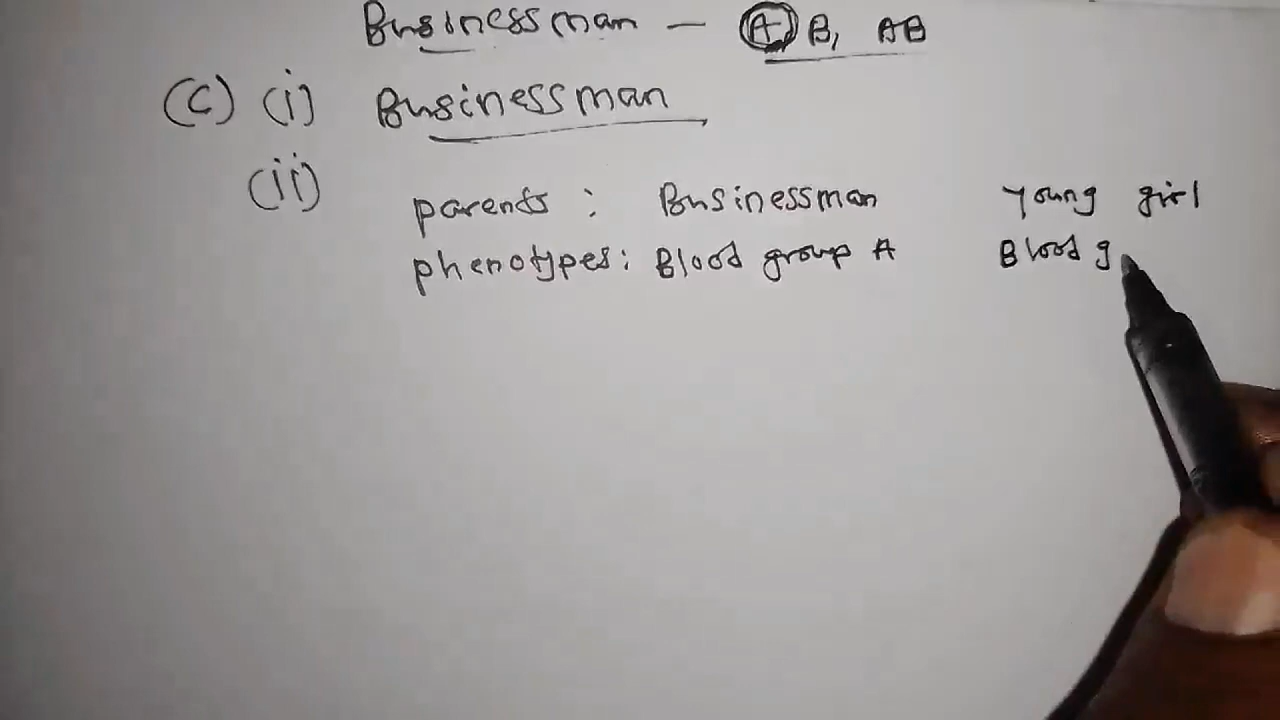 Businessman — A B, AB
(C) (i) Businessman
(ii)
parents : Businessman Young girl
phenotypes: Blood group A Blood g